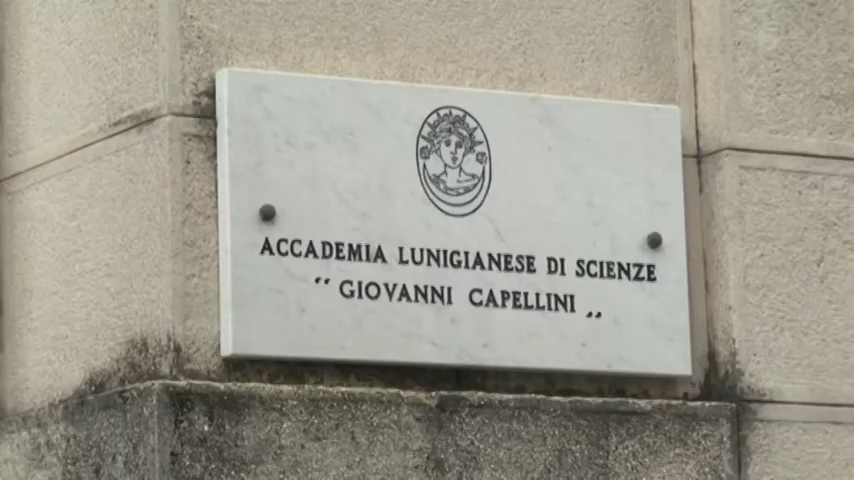 ACCADEMIA LUNIGIANESE DI SCIENZE
“ GIOVANNI CAPELLINI „